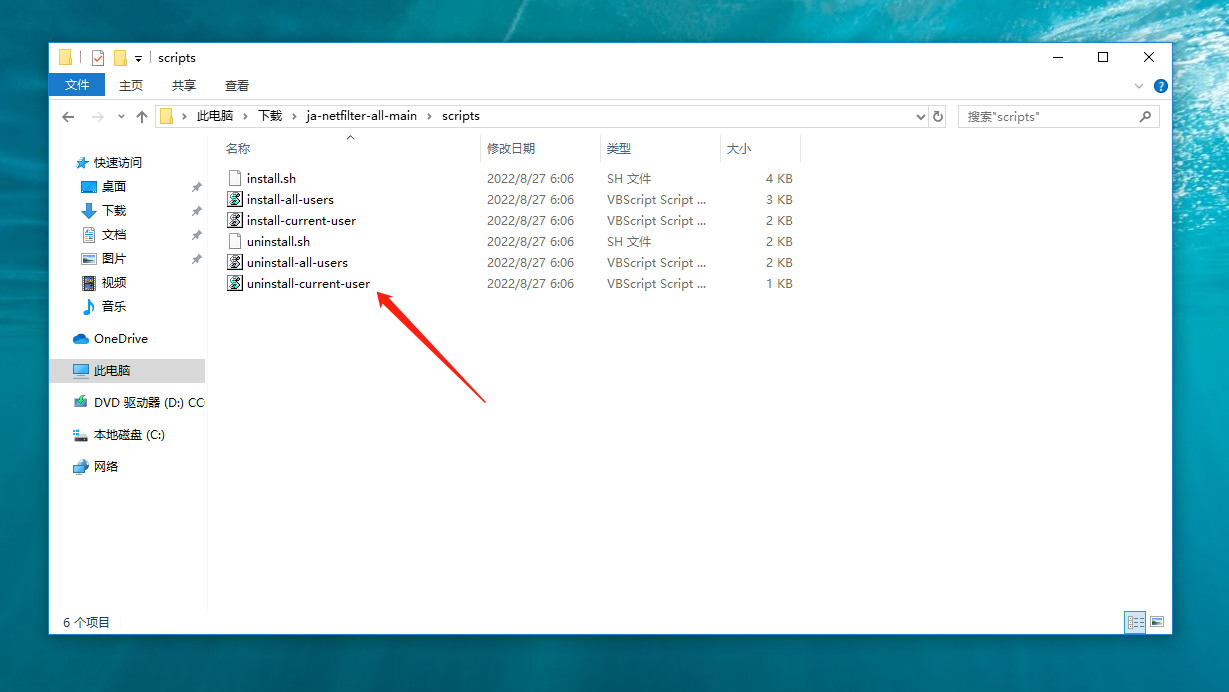 scripts
文件 主页 共享 查看
此电脑 下载 ja-netfilter-all-main scripts 搜索"scripts"
名称 修改日期 类型 大小
快速访问
桌面
下载
文档
图片
视频
音乐
OneDrive
此电脑
DVD 驱动器 (D:) CC
本地磁盘 (C:)
网络
install.sh 2022/8/27 6:06 SH 文件 4 KB
install-all-users 2022/8/27 6:06 VBScript Script ... 3 KB
install-current-user 2022/8/27 6:06 VBScript Script ... 2 KB
uninstall.sh 2022/8/27 6:06 SH 文件 2 KB
uninstall-all-users 2022/8/27 6:06 VBScript Script ... 2 KB
uninstall-current-user 2022/8/27 6:06 VBScript Script ... 1 KB
6 个项目